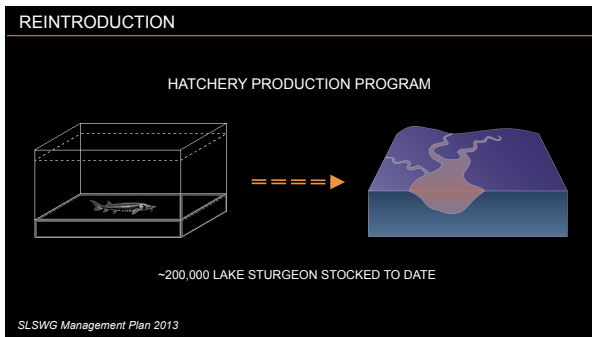 REINTRODUCTION
HATCHERY PRODUCTION PROGRAM
~200,000 LAKE STURGEON STOCKED TO DATE
SLSWG Management Plan 2013